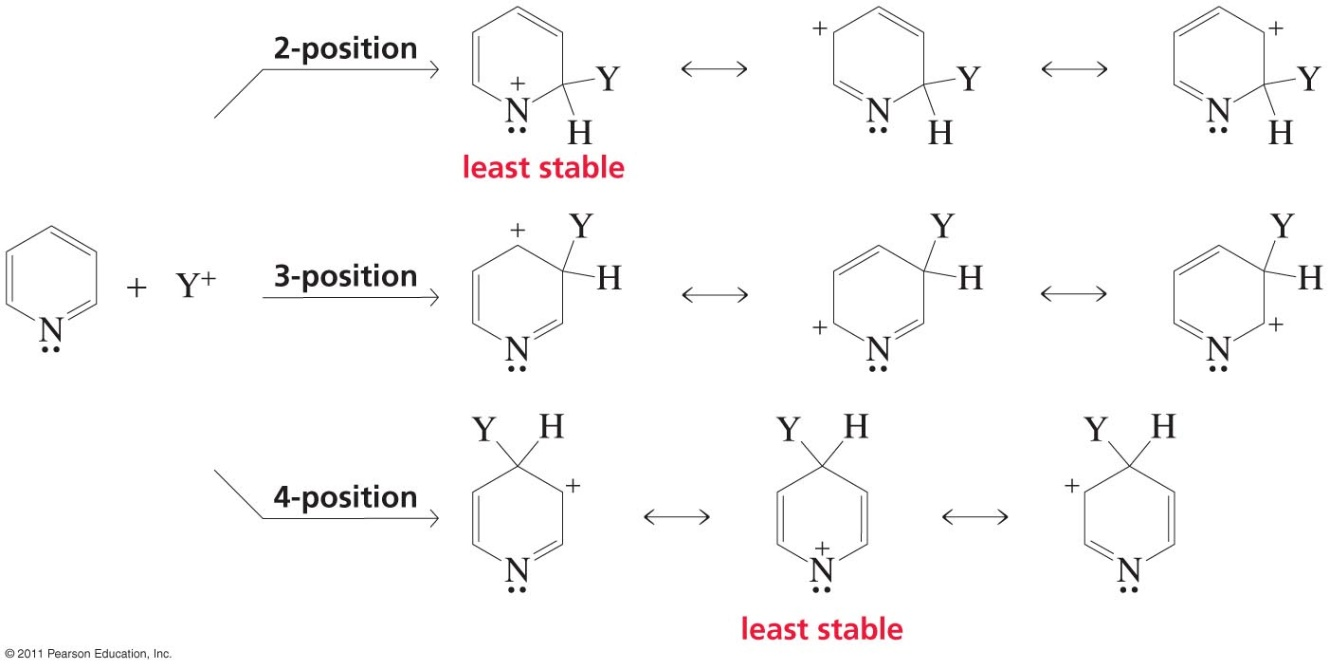 2-position
+
N
Y
H
+
N
Y
H
+
N
Y
H
least stable
N
+ Y+
3-position
+
Y
H
N
Y
H
+
N
Y
H
+
N
4-position
Y H
+
N
Y H
+
N
Y H
+
N
least stable
© 2011 Pearson Education, Inc.